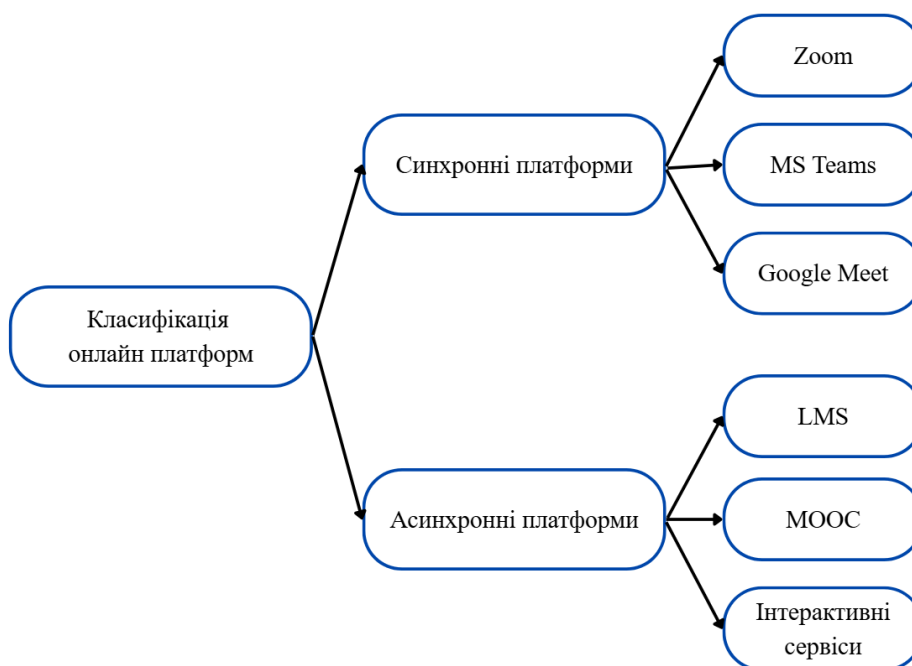 Класифікація
онлайн платформ
Синхронні платформи
Zoom
MS Teams
Google Meet
Асинхронні платформи
LMS
MOOC
Інтерактивні
сервіси